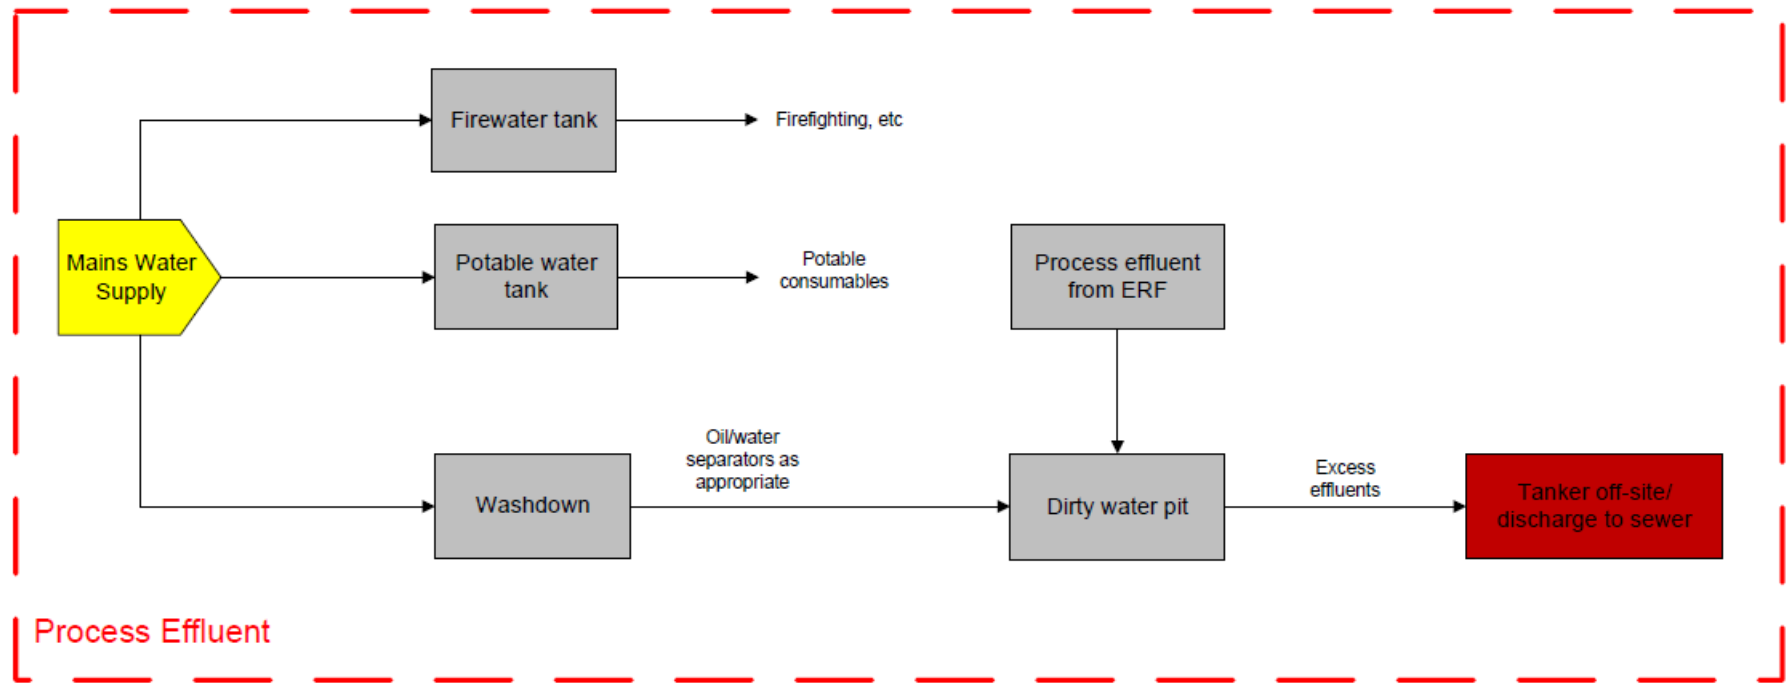 Firewater tank
Firefighting, etc
Mains Water
Supply
Potable water
tank
Potable
consumables
Process effluent
from ERF
Oil/water
separators as
appropriate
Washdown
Dirty water pit
Excess
effluents
Tanker off-site/
discharge to sewer
Process Effluent